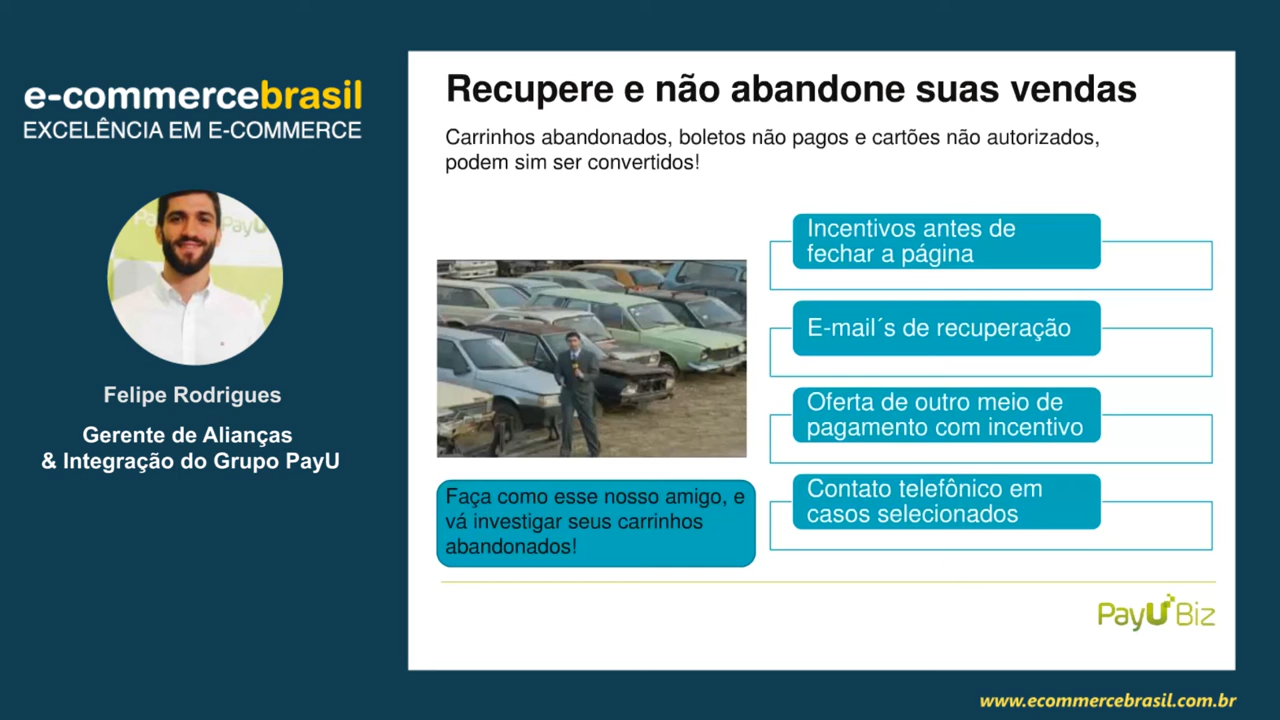 e-commercebrasil
EXCELÊNCIA EM E-COMMERCE
Felipe Rodrigues
Gerente de Alianças
& Integração do Grupo PayU
Recupere e não abandone suas vendas
Carrinhos abandonados, boletos não pagos e cartões não autorizados,
podem sim ser convertidos!
Faça como esse nosso amigo, e
vá investigar seus carrinhos
abandonados!
Incentivos antes de
fechar a página
E-mail´s de recuperação
Oferta de outro meio de
pagamento com incentivo
Contato telefônico em
casos selecionados
PayU Biz
www.ecommercebrasil.com.br